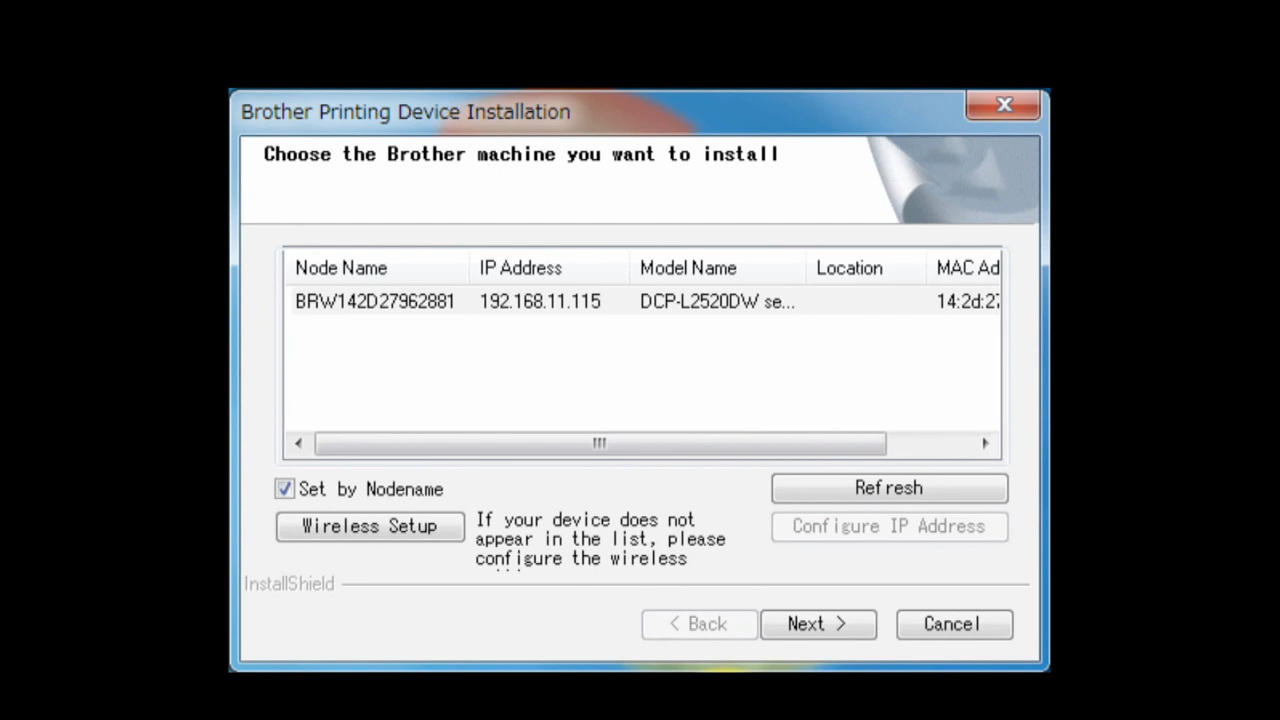 Brother Printing Device Installation
Choose the Brother machine you want to install
Node Name IP Address Model Name Location MAC Ad
BRW142D27962881 192.168.11.115 DCP-L2520DW se... 14:2d:27
Set by Nodename
Refresh
Wireless Setup
If your device does not
appear in the list, please
configure the wireless
Configure IP Address
InstallShield
< Back Next > Cancel